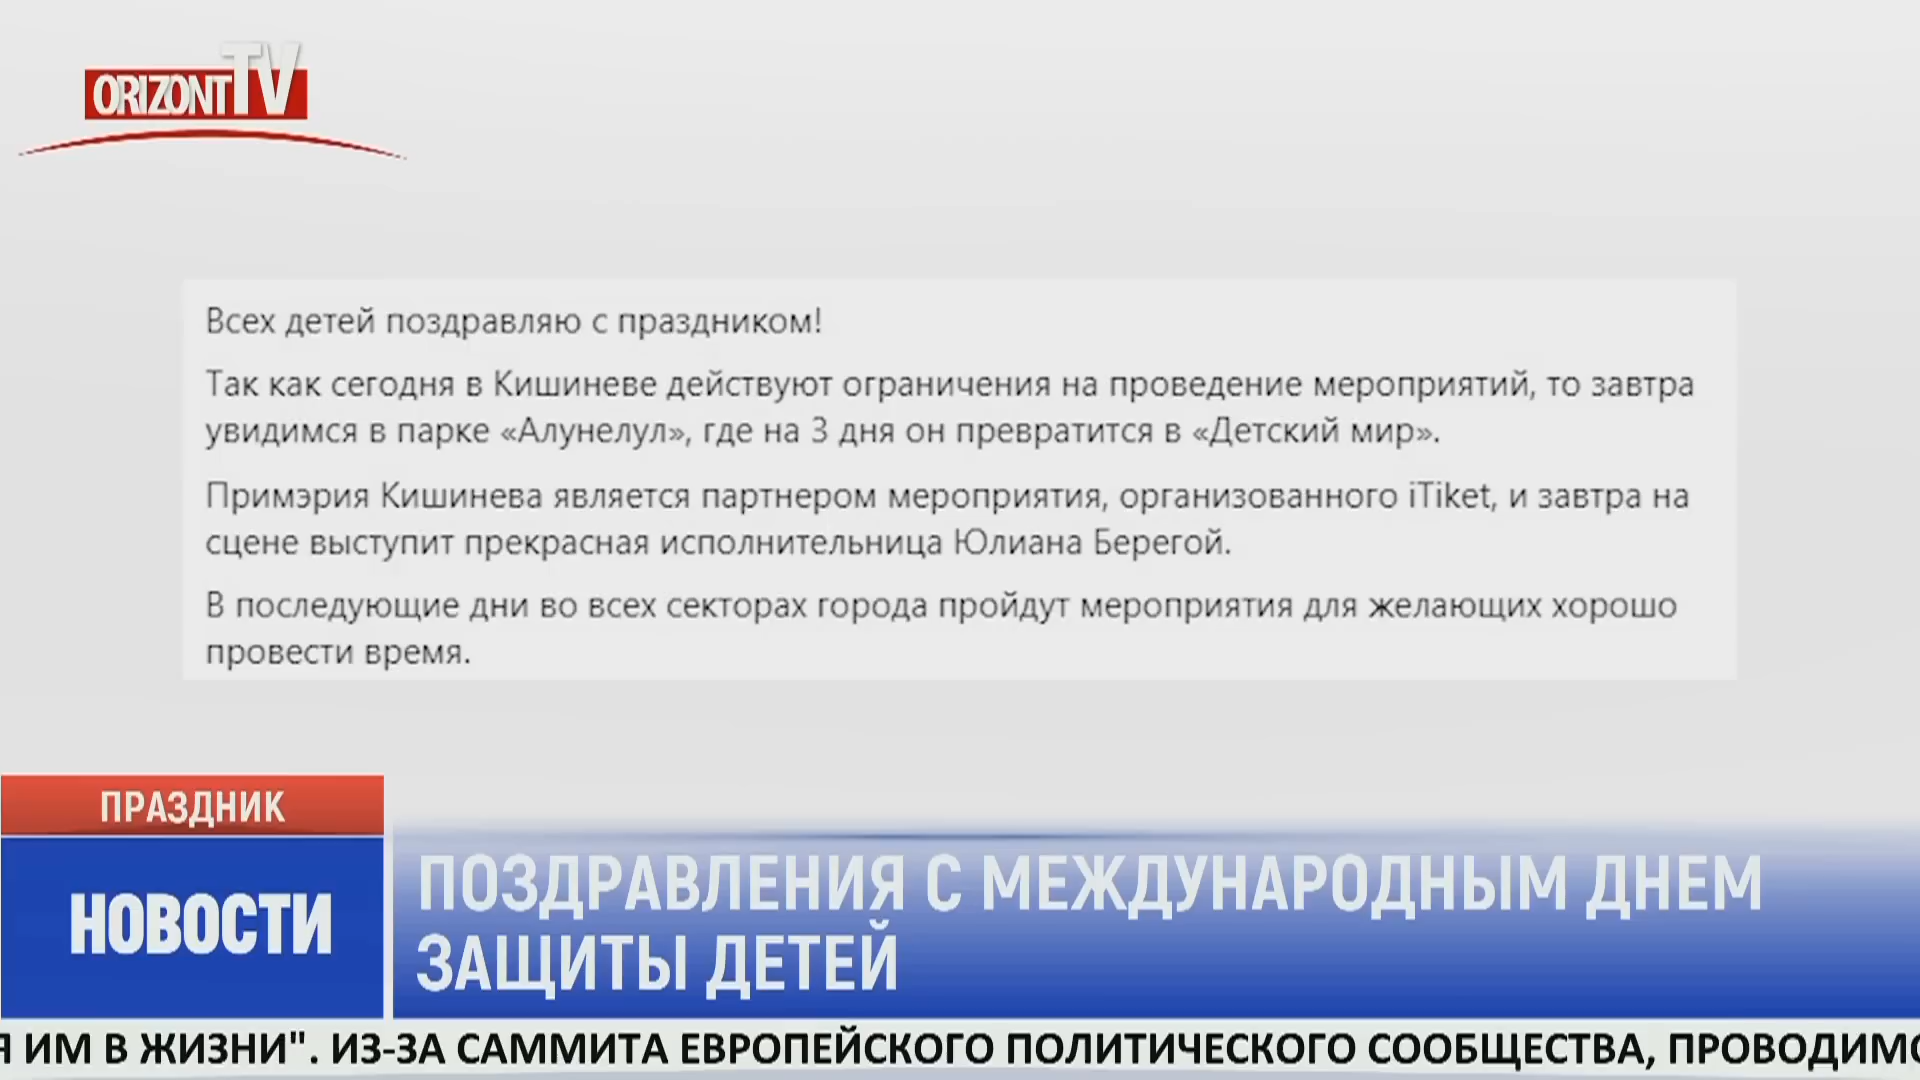 ORIZONT TV
Всех детей поздравляю с праздником!
Так как сегодня в Кишиневе действуют ограничения на проведение мероприятий, то завтра
увидимся в парке «Алунелул», где на 3 дня он превратится в «Детский мир».
Примэрия Кишинева является партнером мероприятия, организованного iTiket, и завтра на
сцене выступит прекрасная исполнительница Юлиана Берегой.
В последующие дни во всех секторах города пройдут мероприятия для желающих хорошо
провести время.
ПРАЗДНИК
НОВОСТИ
ПОЗДРАВЛЕНИЯ С МЕЖДУНАРОДНЫМ ДНЕМ
ЗАЩИТЫ ДЕТЕЙ
Я ИМ В ЖИЗНИ". ИЗ-ЗА САММИТА ЕВРОПЕЙСКОГО ПОЛИТИЧЕСКОГО СООБЩЕСТВА,